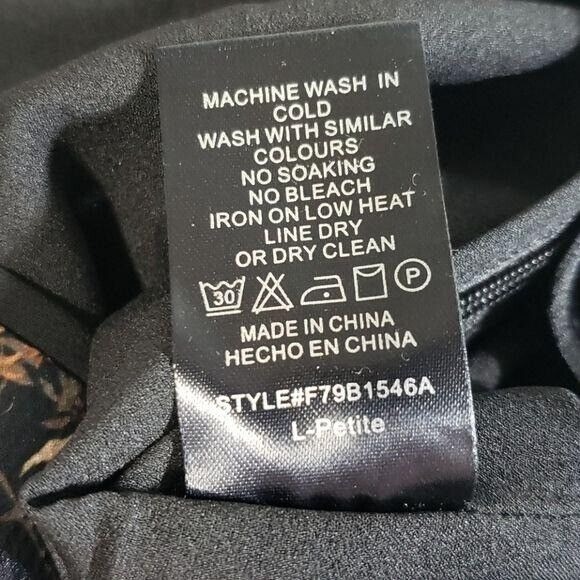 MACHINE WASH IN
COLD
WASH WITH SIMILAR
COLOURS
NO SOAKING
NO BLEACH
IRON ON LOW HEAT
LINE DRY
OR DRY CLEAN
30 P
MADE IN CHINA
HECHO EN CHINA
STYLE#F79B1546A
L-Petite